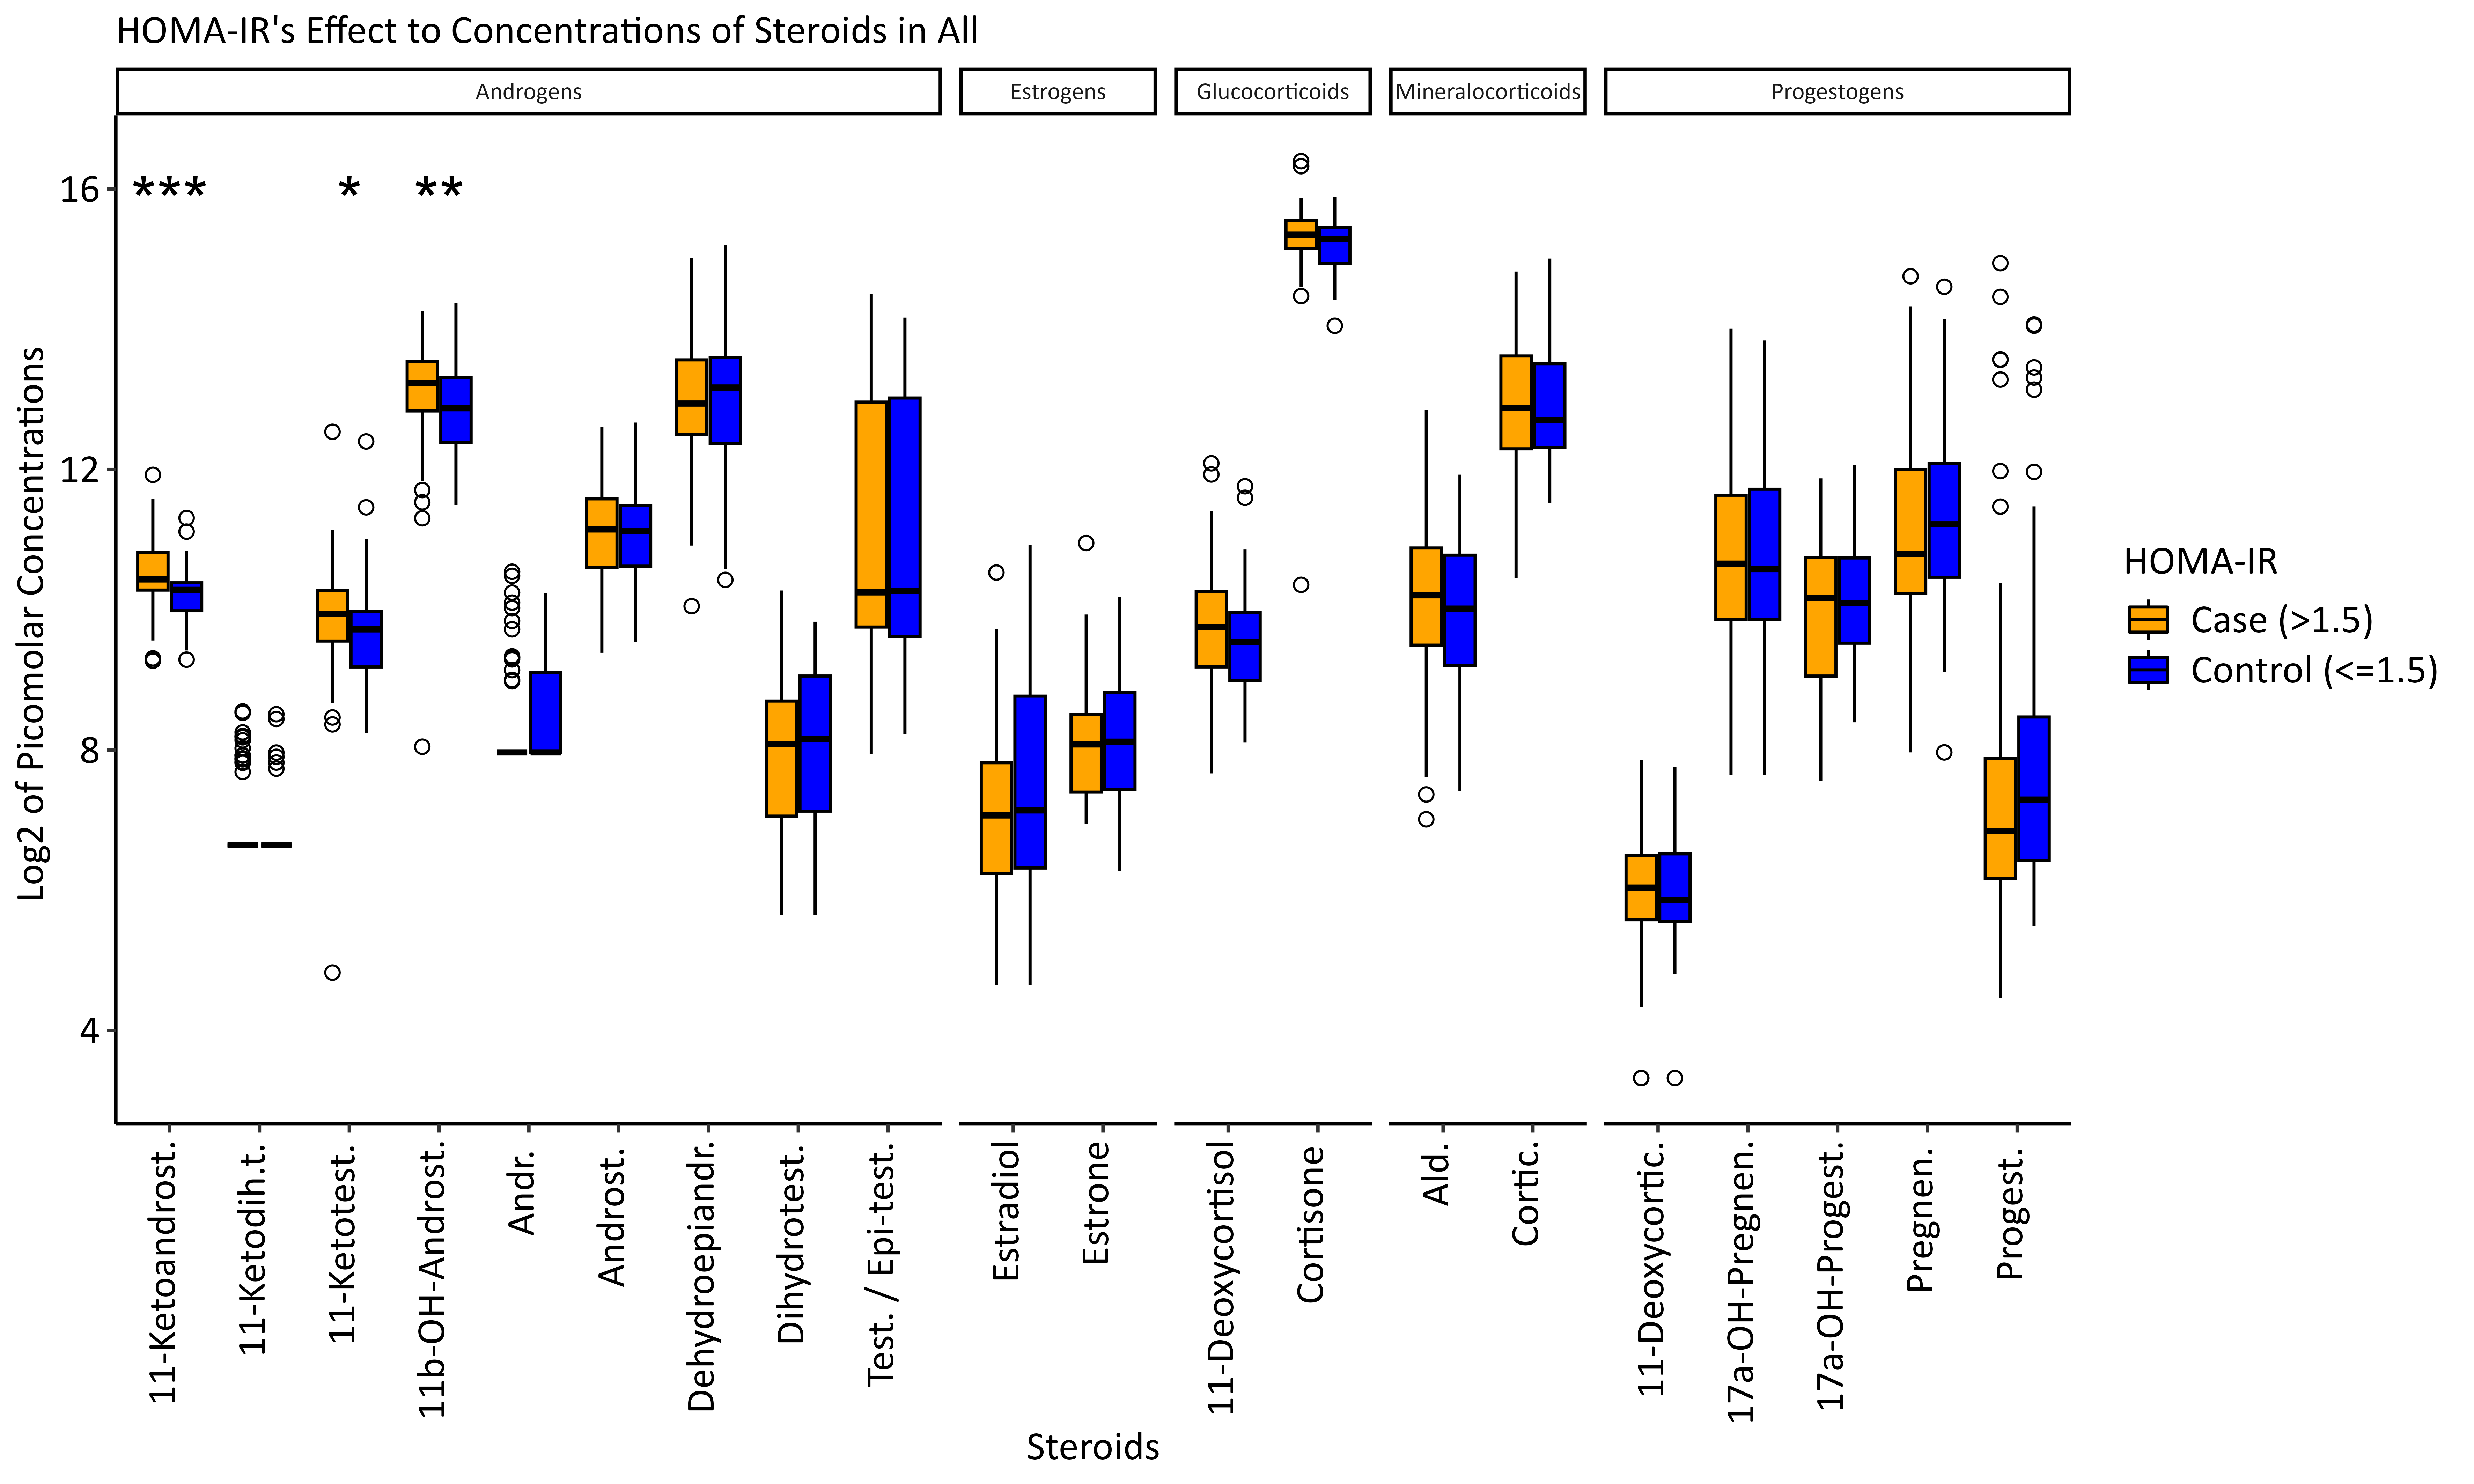 HOMA-IR's Effect to Concentrations of Steroids in All
Androgens
Estrogens
Glucocorticoids
Mineralocorticoids
Progestogens
*** * **
Log2 of Picomolar Concentrations
16
12
8
4
11-Ketoandrost.
11-Ketodih.t.
11-Ketotest.
11b-OH-Androst.
Andr.
Androst.
Dehydroepiandr.
Dihydrotest.
Test. / Epi-test.
Estradiol
Estrone
11-Deoxycortisol
Cortisone
Ald.
Cortic.
11-Deoxycortic.
17a-OH-Pregnen.
17a-OH-Progest.
Pregnen.
Progest.
Steroids
HOMA-IR
Case (>1.5)
Control (<=1.5)